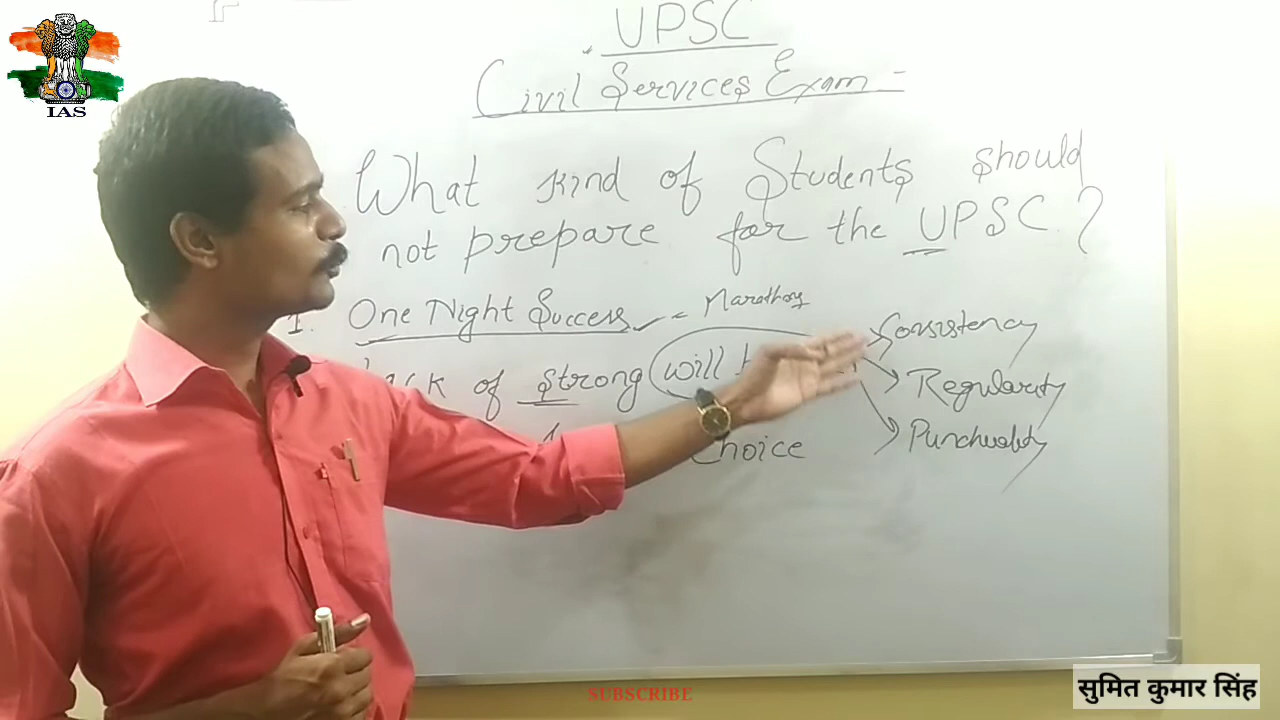 IAS
UPSC
Civil Services Exam -
What kind of Students should
not prepare for the UPSC?
1. One Night Success - Marathon
of strong will Consistency
Regularity
Choice Punctuality
SUBSCRIBE
सुमित कुमार सिंह